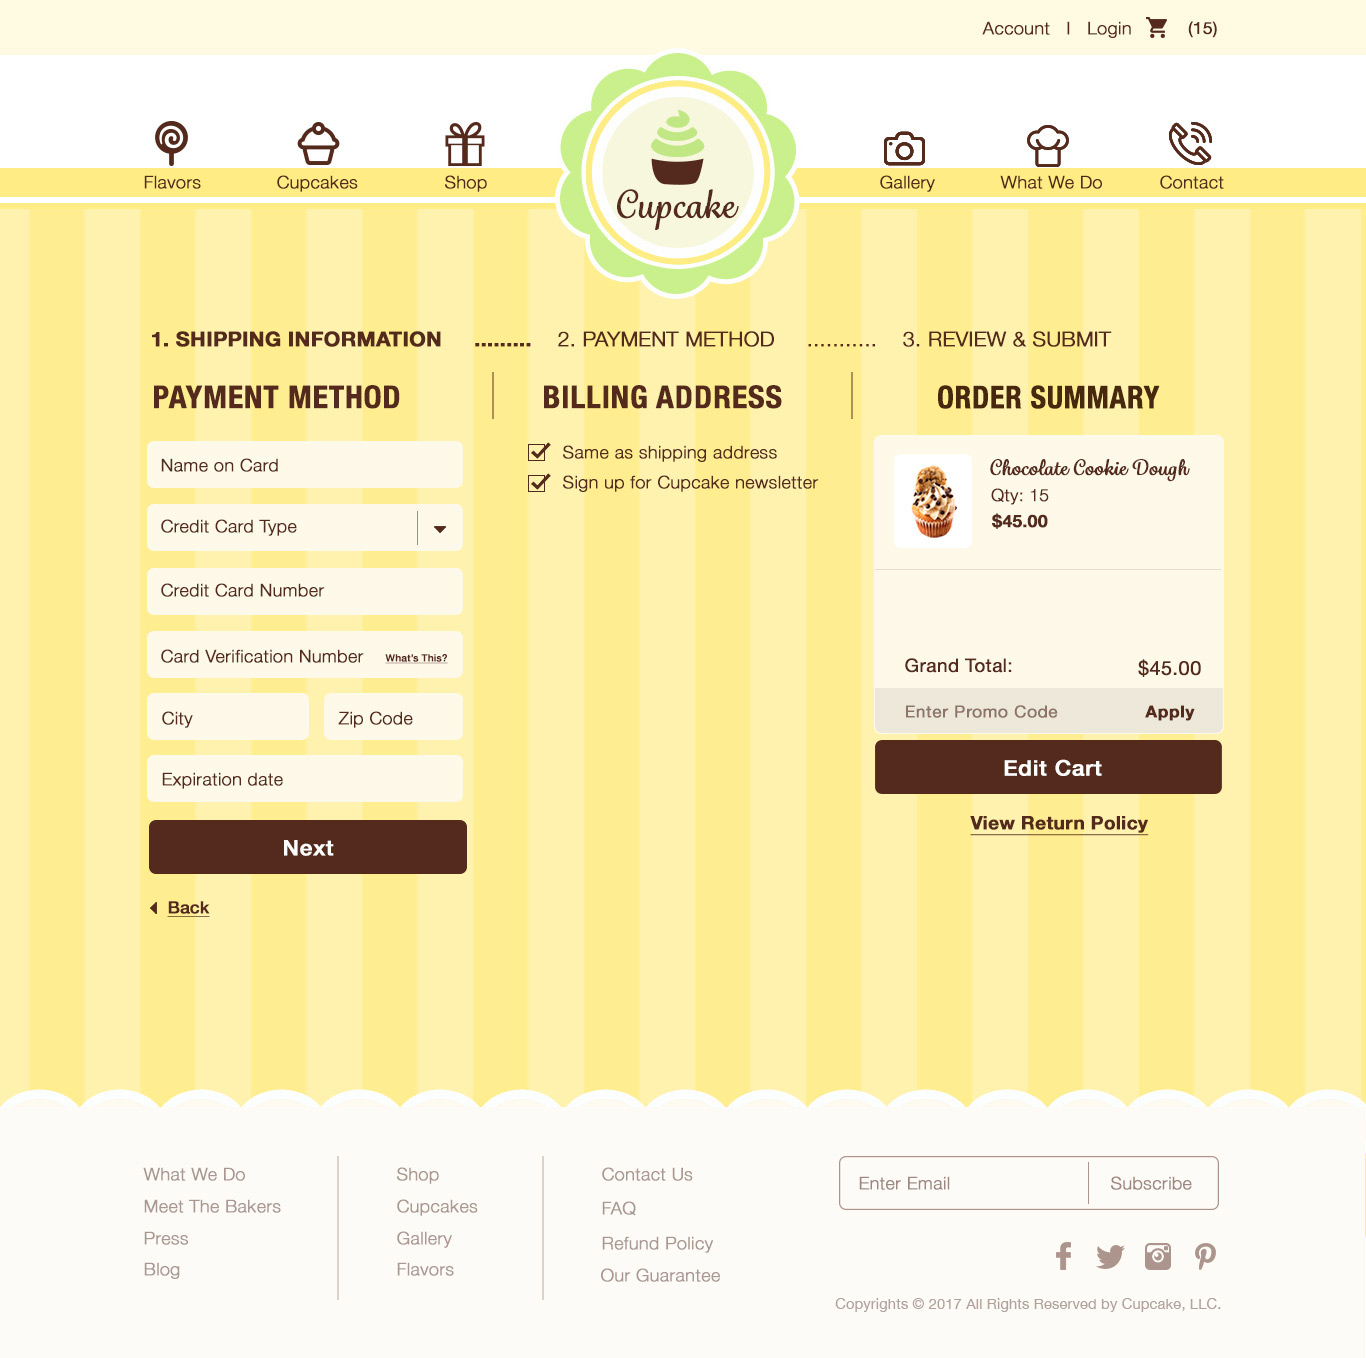 Account | Login (15)
Flavors
Cupcakes
Shop
Cupcake
Gallery
What We Do
Contact
1. SHIPPING INFORMATION ......... 2. PAYMENT METHOD ........... 3. REVIEW & SUBMIT
PAYMENT METHOD
Name on Card
Credit Card Type
Credit Card Number
Card Verification Number What's This?
City
Zip Code
Expiration date
Next
Back
BILLING ADDRESS
Same as shipping address
Sign up for Cupcake newsletter
ORDER SUMMARY
Chocolate Cookie Dough
Qty: 15
$45.00
Grand Total: $45.00
Enter Promo Code Apply
Edit Cart
View Return Policy
What We Do
Meet The Bakers
Press
Blog
Shop
Cupcakes
Gallery
Flavors
Contact Us
FAQ
Refund Policy
Our Guarantee
Enter Email Subscribe
Copyrights © 2017 All Rights Reserved by Cupcake, LLC.